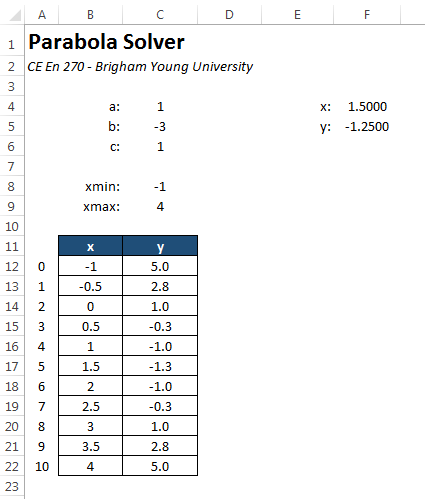 A B C D E F
1 Parabola Solver
2 CE En 270 - Brigham Young University
3
4 a: 1 x: 1.5000
5 b: -3 y: -1.2500
6 c: 1
7
8 xmin: -1
9 xmax: 4
10
11 x y
12 0 -1 5.0
13 1 -0.5 2.8
14 2 0 1.0
15 3 0.5 -0.3
16 4 1 -1.0
17 5 1.5 -1.3
18 6 2 -1.0
19 7 2.5 -0.3
20 8 3 1.0
21 9 3.5 2.8
22 10 4 5.0
23